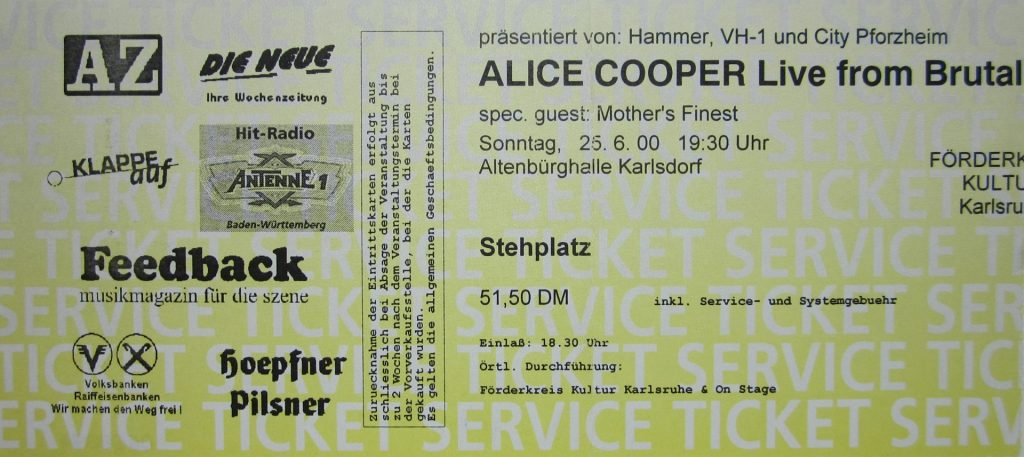 AZ
DIE NEUE
Ihre Wochenzeitung
KLAPPE
auf
Hit-Radio
ANTENNE 1
Baden-Württemberg
Feedback
musikmagazin für die szene
Volksbanken
Raiffeisenbanken
Wir machen den Weg frei!
Hoepfner
Pilsner
Zuruecknahme der Eintrittskarten erfolgt aus
schliesslich bei Absage der Veranstaltung bis
zu 2 Wochen nach dem Veranstaltungstermin bei
der Vorverkaufsstelle, bei der die Karten
gekauft wurden.
Es gelten die allgemeinen Geschaeftsbedingungen.
präsentiert von: Hammer, VH-1 und City Pforzheim
ALICE COOPER Live from Brutal
spec. guest: Mother's Finest
Sonntag, 25. 6. 00 19:30 Uhr
Altenbürghalle Karlsdorf
FÖRDERK
KULTU
Karlsru
Stehplatz
51,50 DM inkl. Service- und Systemgebuehr
Einlaß: 18.30 Uhr
Örtl. Durchführung:
Förderkreis Kultur Karlsruhe & On Stage
TICKET SERVICE TICKET SERVICE